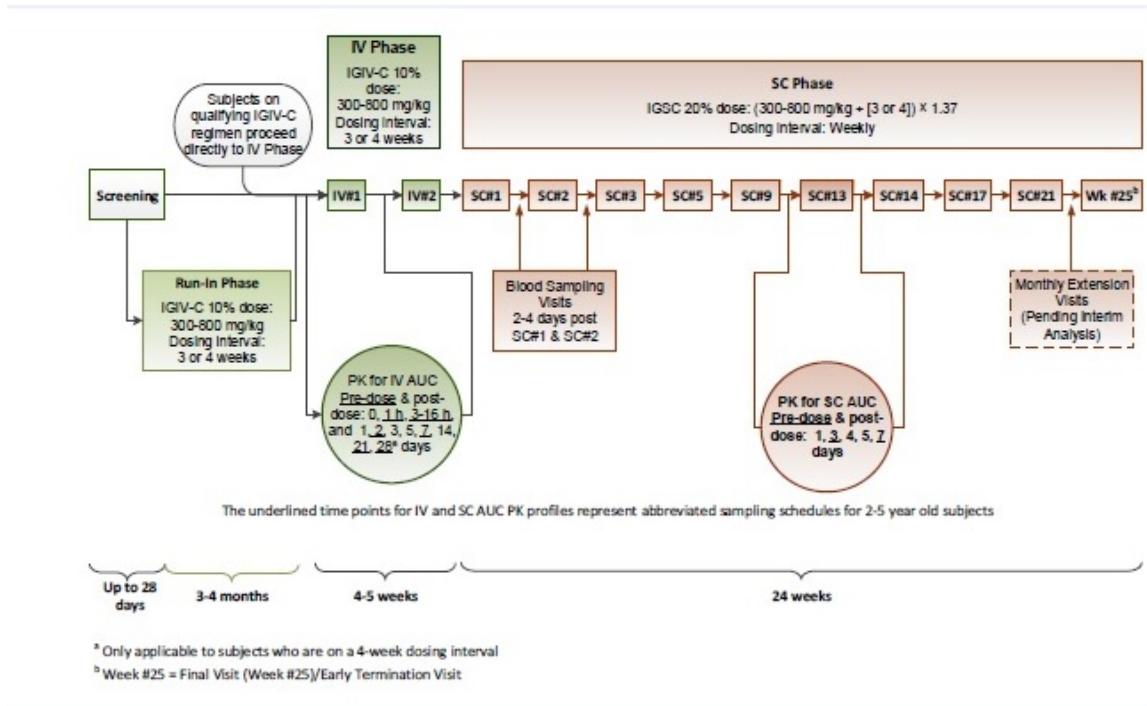 IV Phase
IGIV-C 10%
dose:
300-800 mg/kg
Dosing Interval:
3 or 4 weeks
SC Phase
IGSC 20% dose: (300-800 mg/kg ÷ [3 or 4]) × 1.37
Dosing Interval: Weekly
Subjects on
qualifying IGIV-C
regimen proceed
directly to IV Phase
Screening
IV#1
IV#2
SC#1
SC#2
SC#3
SC#5
SC#9
SC#13
SC#14
SC#17
SC#21
Wk #25ᵇ
Run-In Phase
IGIV-C 10% dose:
300-800 mg/kg
Dosing Interval:
3 or 4 weeks
Blood Sampling
Visits
2-4 days post
SC#1 & SC#2
Monthly Extension
Visits
(Pending Interim
Analysis)
PK for IV AUC
Pre-dose & post-
dose: 0, 1 h, 3-16 h,
and 1, 2, 3, 5, 7, 14,
21, 28ᵃ days
PK for SC AUC
Pre-dose & post-
dose: 1, 3, 4, 5, 7
days
The underlined time points for IV and SC AUC PK profiles represent abbreviated sampling schedules for 2-5 year old subjects
Up to 28
days
3-4 months
4-5 weeks
24 weeks
ᵃ Only applicable to subjects who are on a 4-week dosing interval
ᵇ Week #25 = Final Visit (Week #25)/Early Termination Visit